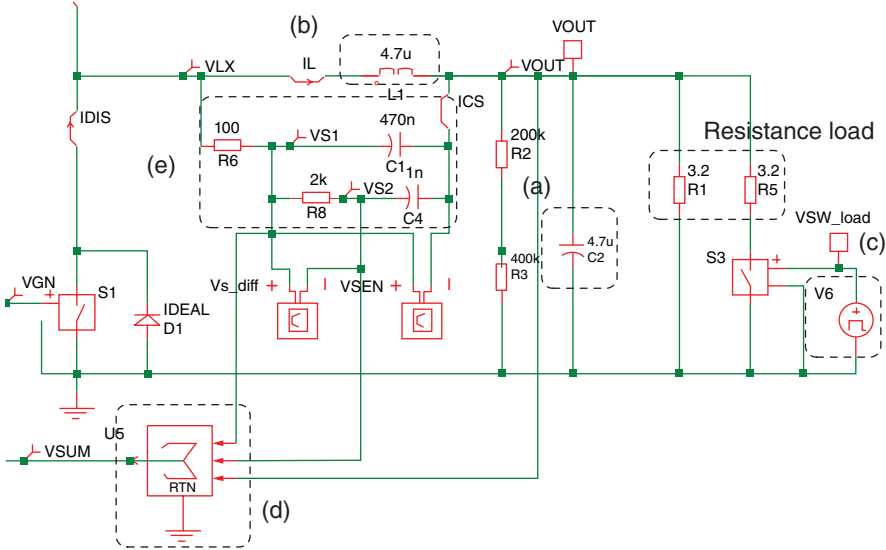 VOUT
(b)
4.7u
VLX
IL
VOUT
L1
ICS
IDIS
100
470n
VS1
200k
Resistance load
R6
C1
R2
(e)
1n
3.2
3.2
2k
VS2
(a)
R1
R5
R8
C4
VSW_load
(c)
4.7u
S3
+
400k
C2
VGN
Vs_diff
+
I
VSEN
+
I
R3
+
S1
IDEAL
V6
D1
U5
VSUM
RTN
(d)